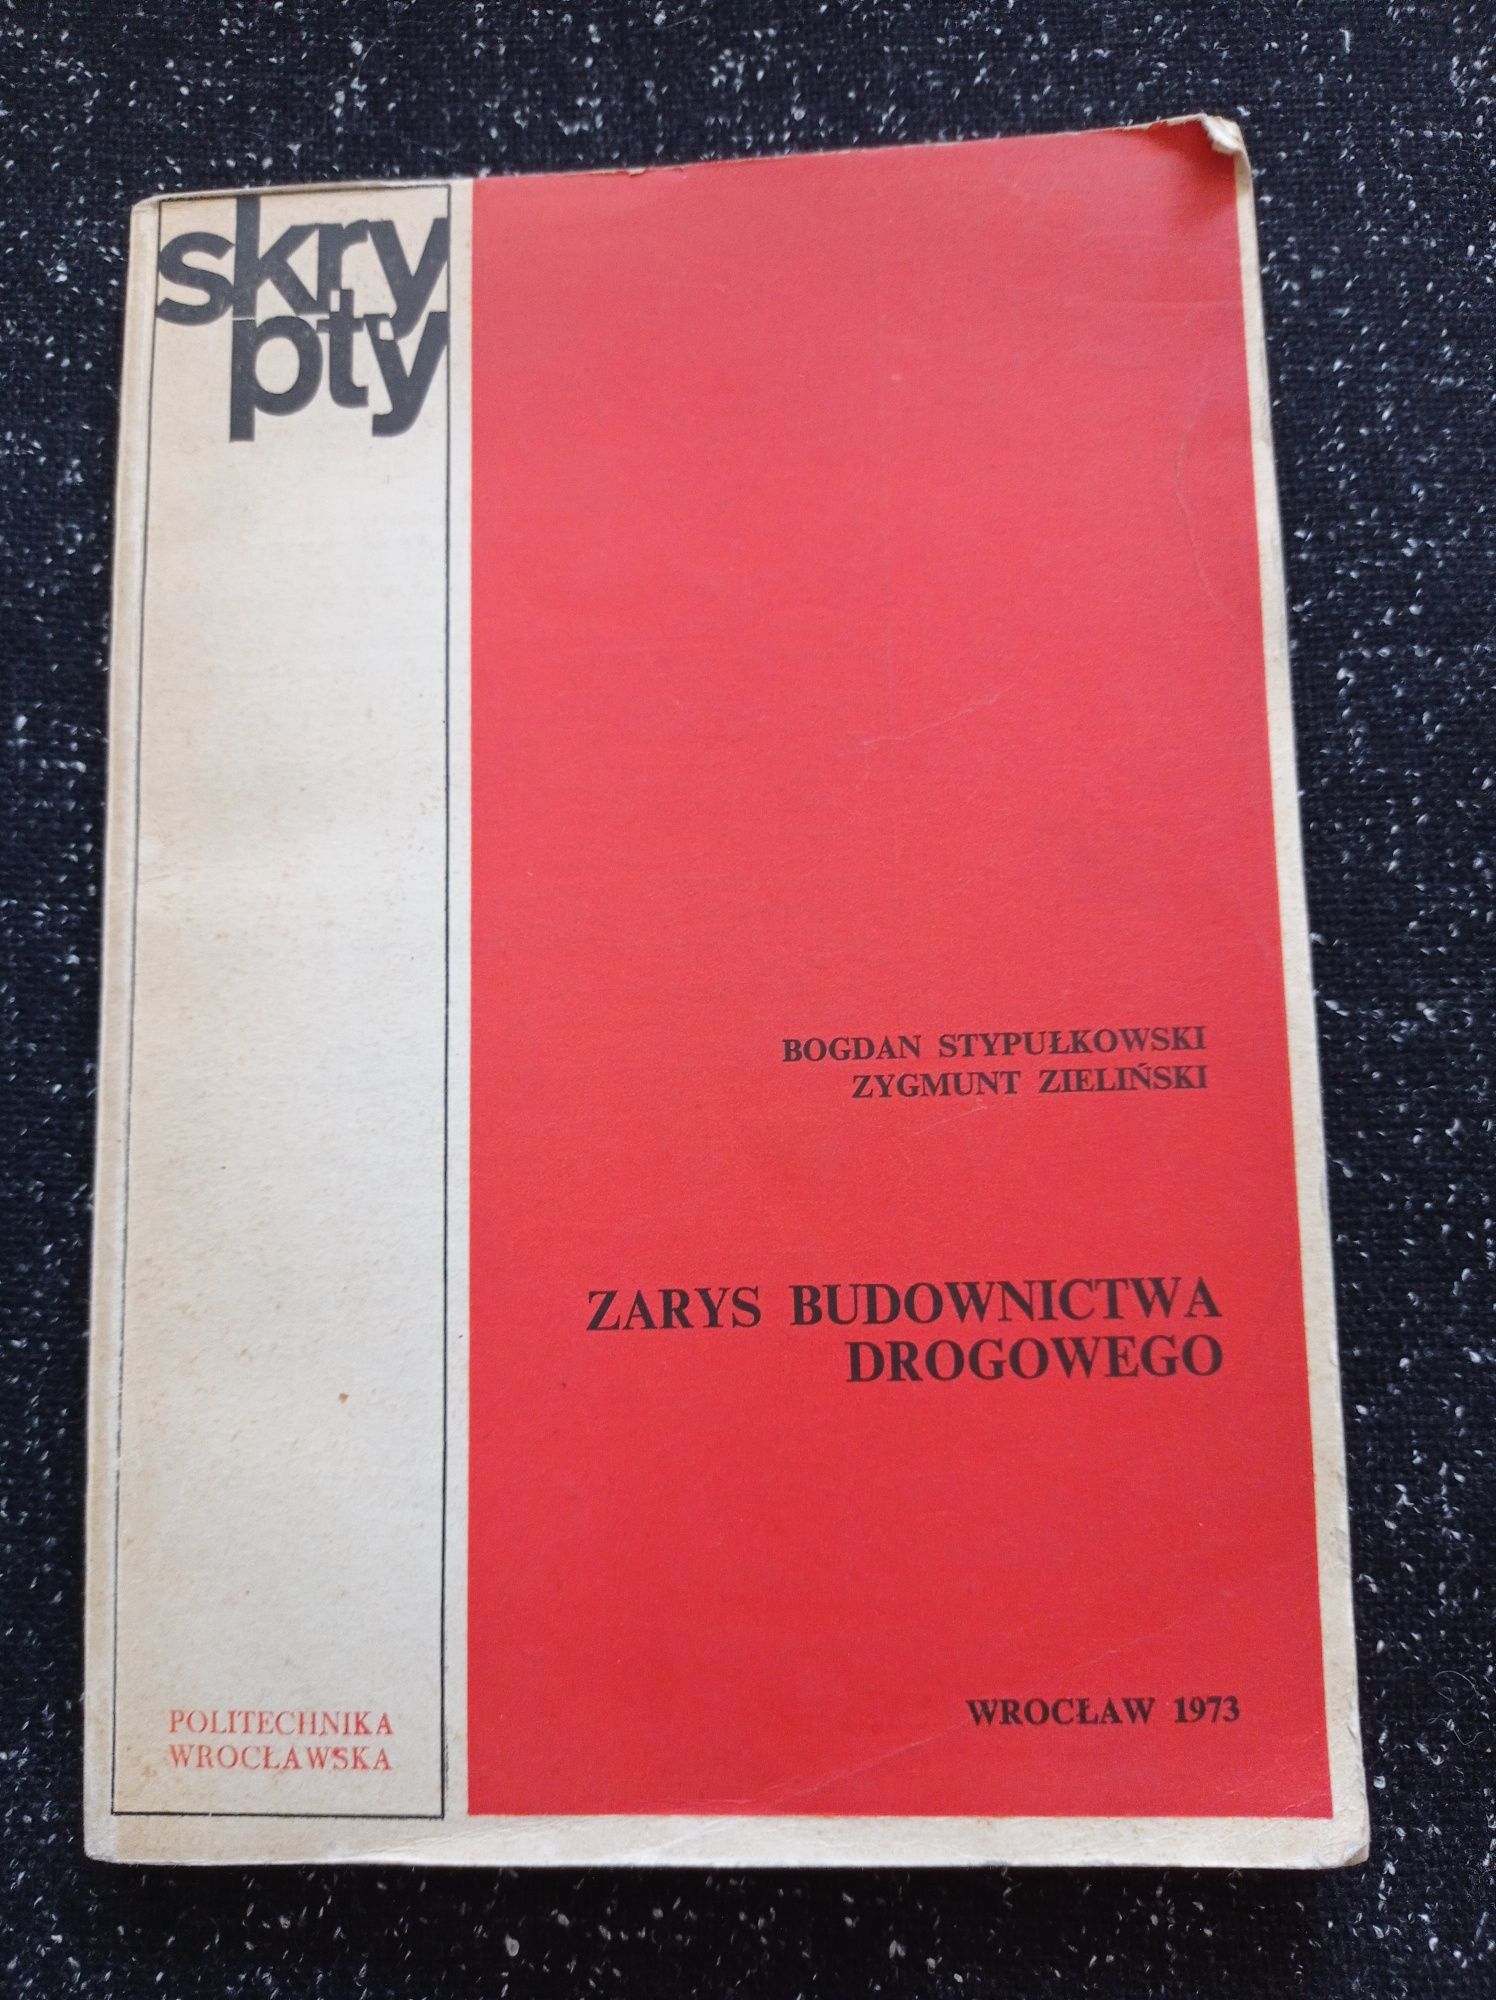 skry
pty
BOGDAN STYPUŁKOWSKI
ZYGMUNT ZIELIŃSKI
ZARYS BUDOWNICTWA
DROGOWEGO
POLITECHNIKA
WROCŁAWSKA
WROCŁAW 1973